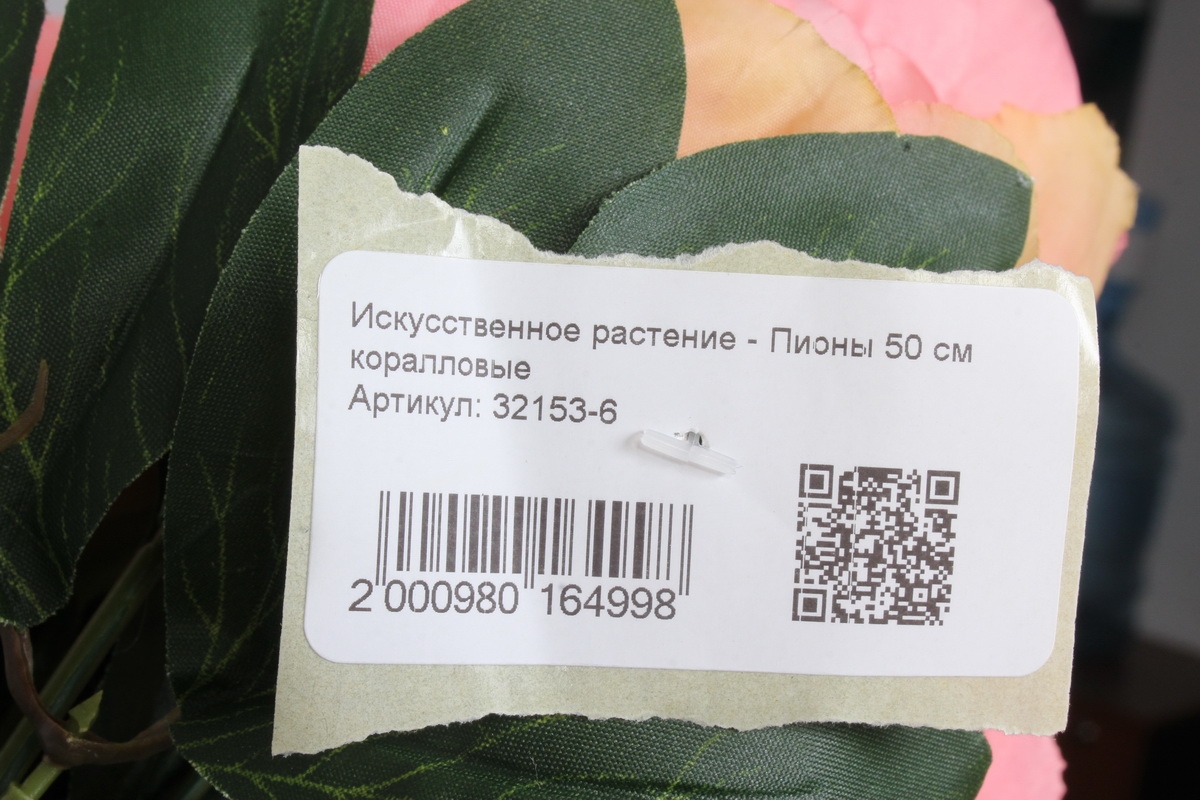 Искусственное растение - Пионы 50 см
коралловые
Артикул: 32153-6
2 000980 164998